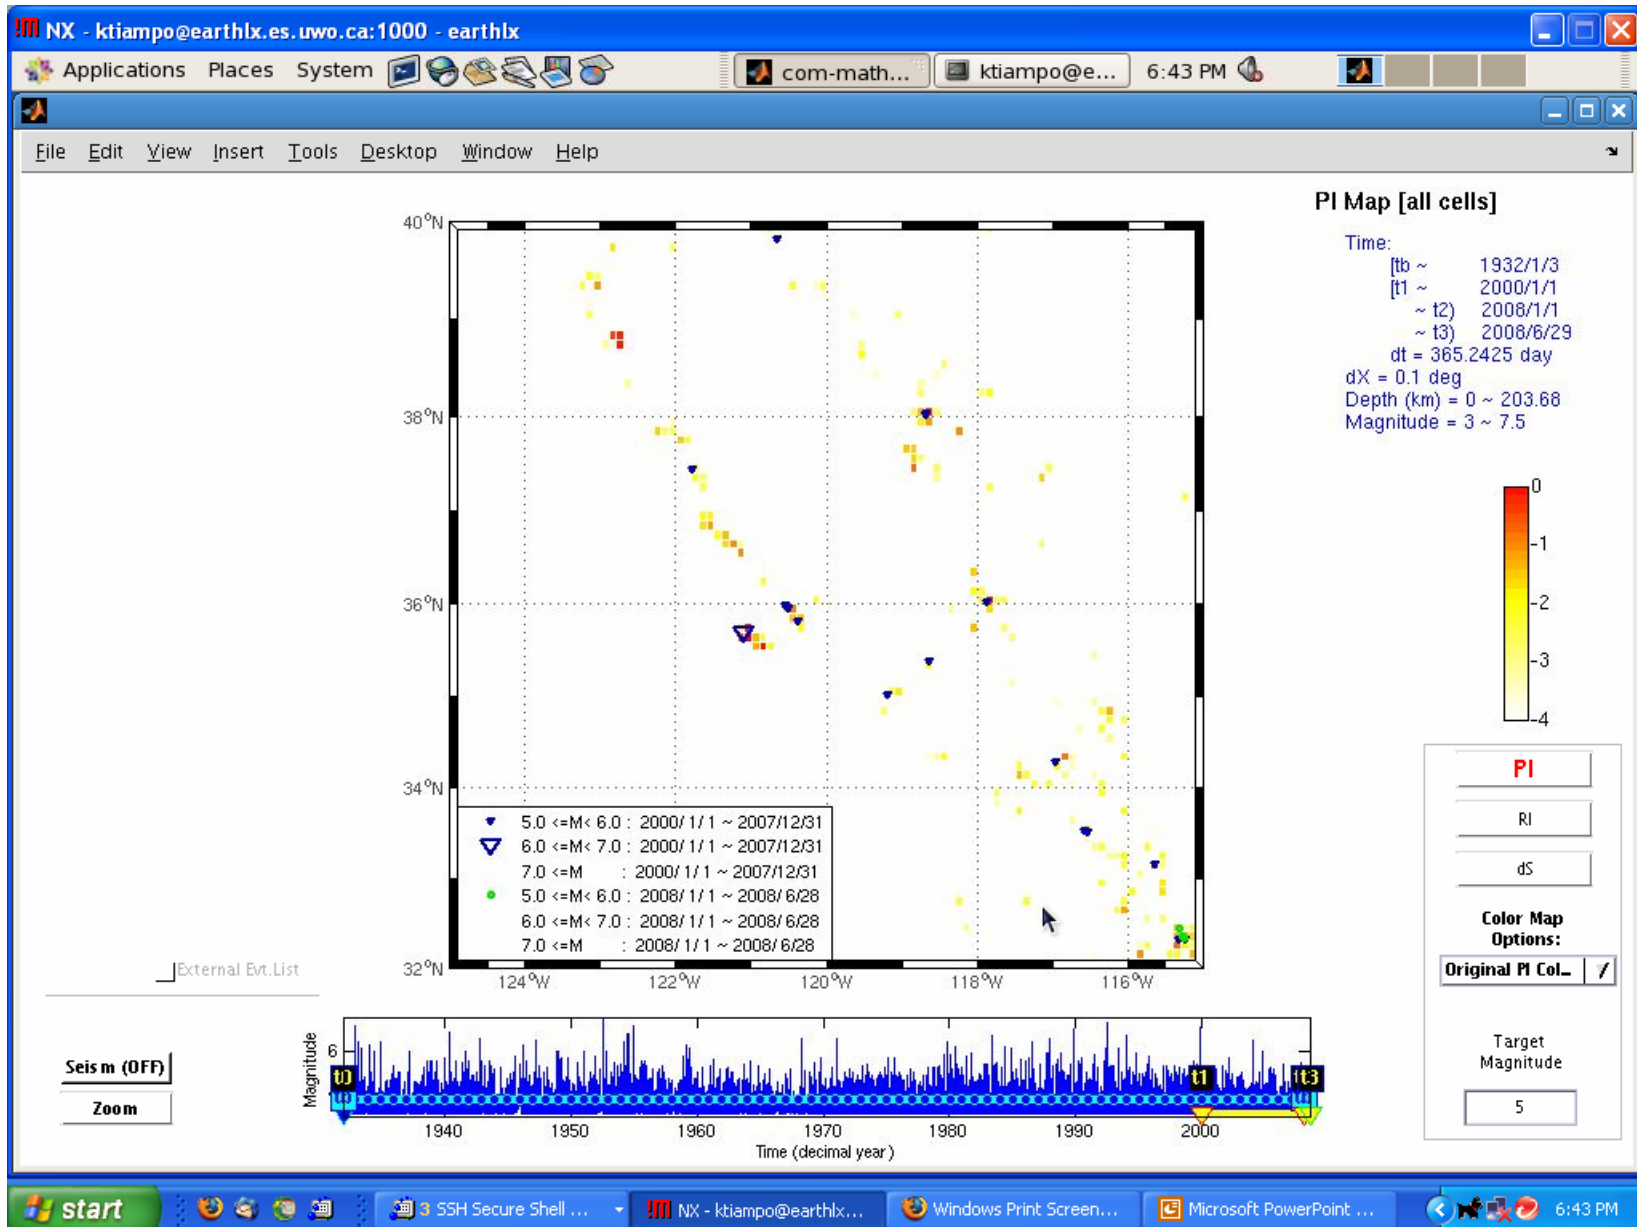 NX - ktiampo@earthlx.es.uwo.ca:1000 - earthlx
Applications Places System com-math... ktiampo@e... 6:43 PM
File Edit View Insert Tools Desktop Window Help
PI Map [all cells]
Time:
[tb ~ 1932/1/3
[t1 ~ 2000/1/1
~ t2) 2008/1/1
~ t3) 2008/6/29
dt = 365.2425 day
dX = 0.1 deg
Depth (km) = 0 ~ 203.68
Magnitude = 3 ~ 7.5
40°N
38°N
36°N
34°N
32°N
124°W 122°W 120°W 118°W 116°W
5.0 <=M< 6.0 : 2000/ 1/ 1 ~ 2007/12/31
6.0 <=M< 7.0 : 2000/ 1/ 1 ~ 2007/12/31
7.0 <=M : 2000/ 1/ 1 ~ 2007/12/31
5.0 <=M< 6.0 : 2008/ 1/ 1 ~ 2008/ 6/28
6.0 <=M< 7.0 : 2008/ 1/ 1 ~ 2008/ 6/28
7.0 <=M : 2008/ 1/ 1 ~ 2008/ 6/28
0
-1
-2
-3
-4
PI
RI
dS
Color Map
Options:
Original PI Col...
Target
Magnitude
5
External Evt.List
Seism (OFF)
Zoom
Magnitude
6
t0
t1
t3
1940 1950 1960 1970 1980 1990 2000
Time (decimal year)
start 3 SSH Secure Shell ... NX - ktiampo@earthlx... Windows Print Screen... Microsoft PowerPoint ... 6:43 PM